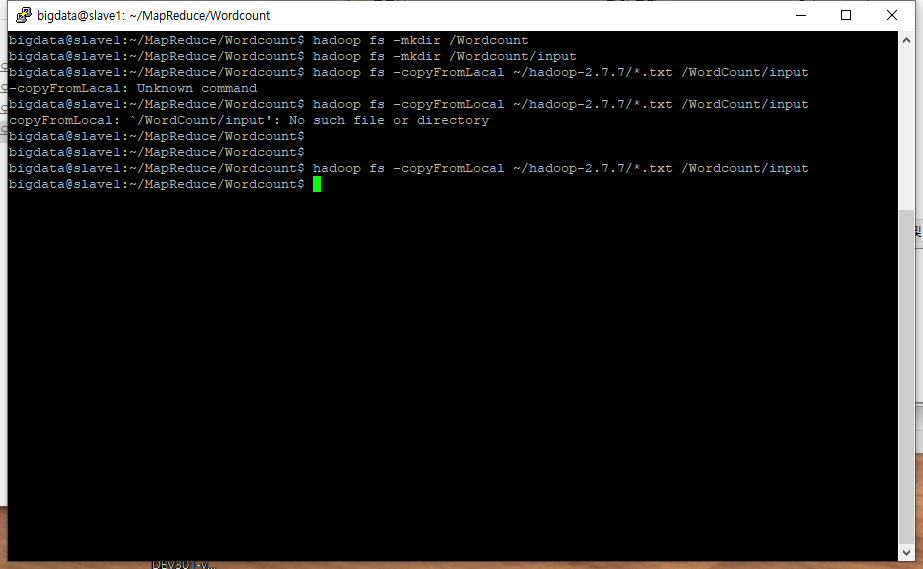 bigdata@slave1: ~/MapReduce/Wordcount
bigdata@slave1:~/MapReduce/Wordcount$ hadoop fs -mkdir /Wordcount
bigdata@slave1:~/MapReduce/Wordcount$ hadoop fs -mkdir /Wordcount/input
bigdata@slave1:~/MapReduce/Wordcount$ hadoop fs -copyFromLacal ~/hadoop-2.7.7/*.txt /WordCount/input
-copyFromLacal: Unknown command
bigdata@slave1:~/MapReduce/Wordcount$ hadoop fs -copyFromLocal ~/hadoop-2.7.7/*.txt /WordCount/input
copyFromLocal: `/WordCount/input': No such file or directory
bigdata@slave1:~/MapReduce/Wordcount$
bigdata@slave1:~/MapReduce/Wordcount$
bigdata@slave1:~/MapReduce/Wordcount$ hadoop fs -copyFromLocal ~/hadoop-2.7.7/*.txt /Wordcount/input
bigdata@slave1:~/MapReduce/Wordcount$